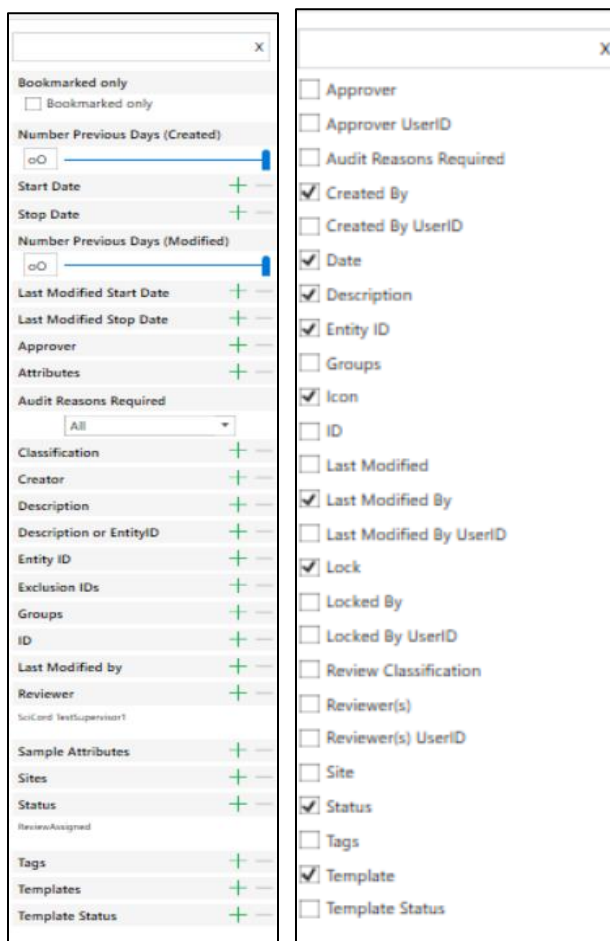 X
Bookmarked only
Bookmarked only
Number Previous Days (Created)
oO
Start Date
Stop Date
Number Previous Days (Modified)
oO
Last Modified Start Date
Last Modified Stop Date
Approver
Attributes
Audit Reasons Required
All
Classification
Creator
Description
Description or EntityID
Entity ID
Exclusion IDs
Groups
ID
Last Modified by
Reviewer
SciCord TestSupervisor1
Sample Attributes
Sites
Status
ReviewAssigned
Tags
Templates
Template Status
X
Approver
Approver UserID
Audit Reasons Required
Created By
Created By UserID
Date
Description
Entity ID
Groups
Icon
ID
Last Modified
Last Modified By
Last Modified By UserID
Lock
Locked By
Locked By UserID
Review Classification
Reviewer(s)
Reviewer(s) UserID
Site
Status
Tags
Template
Template Status